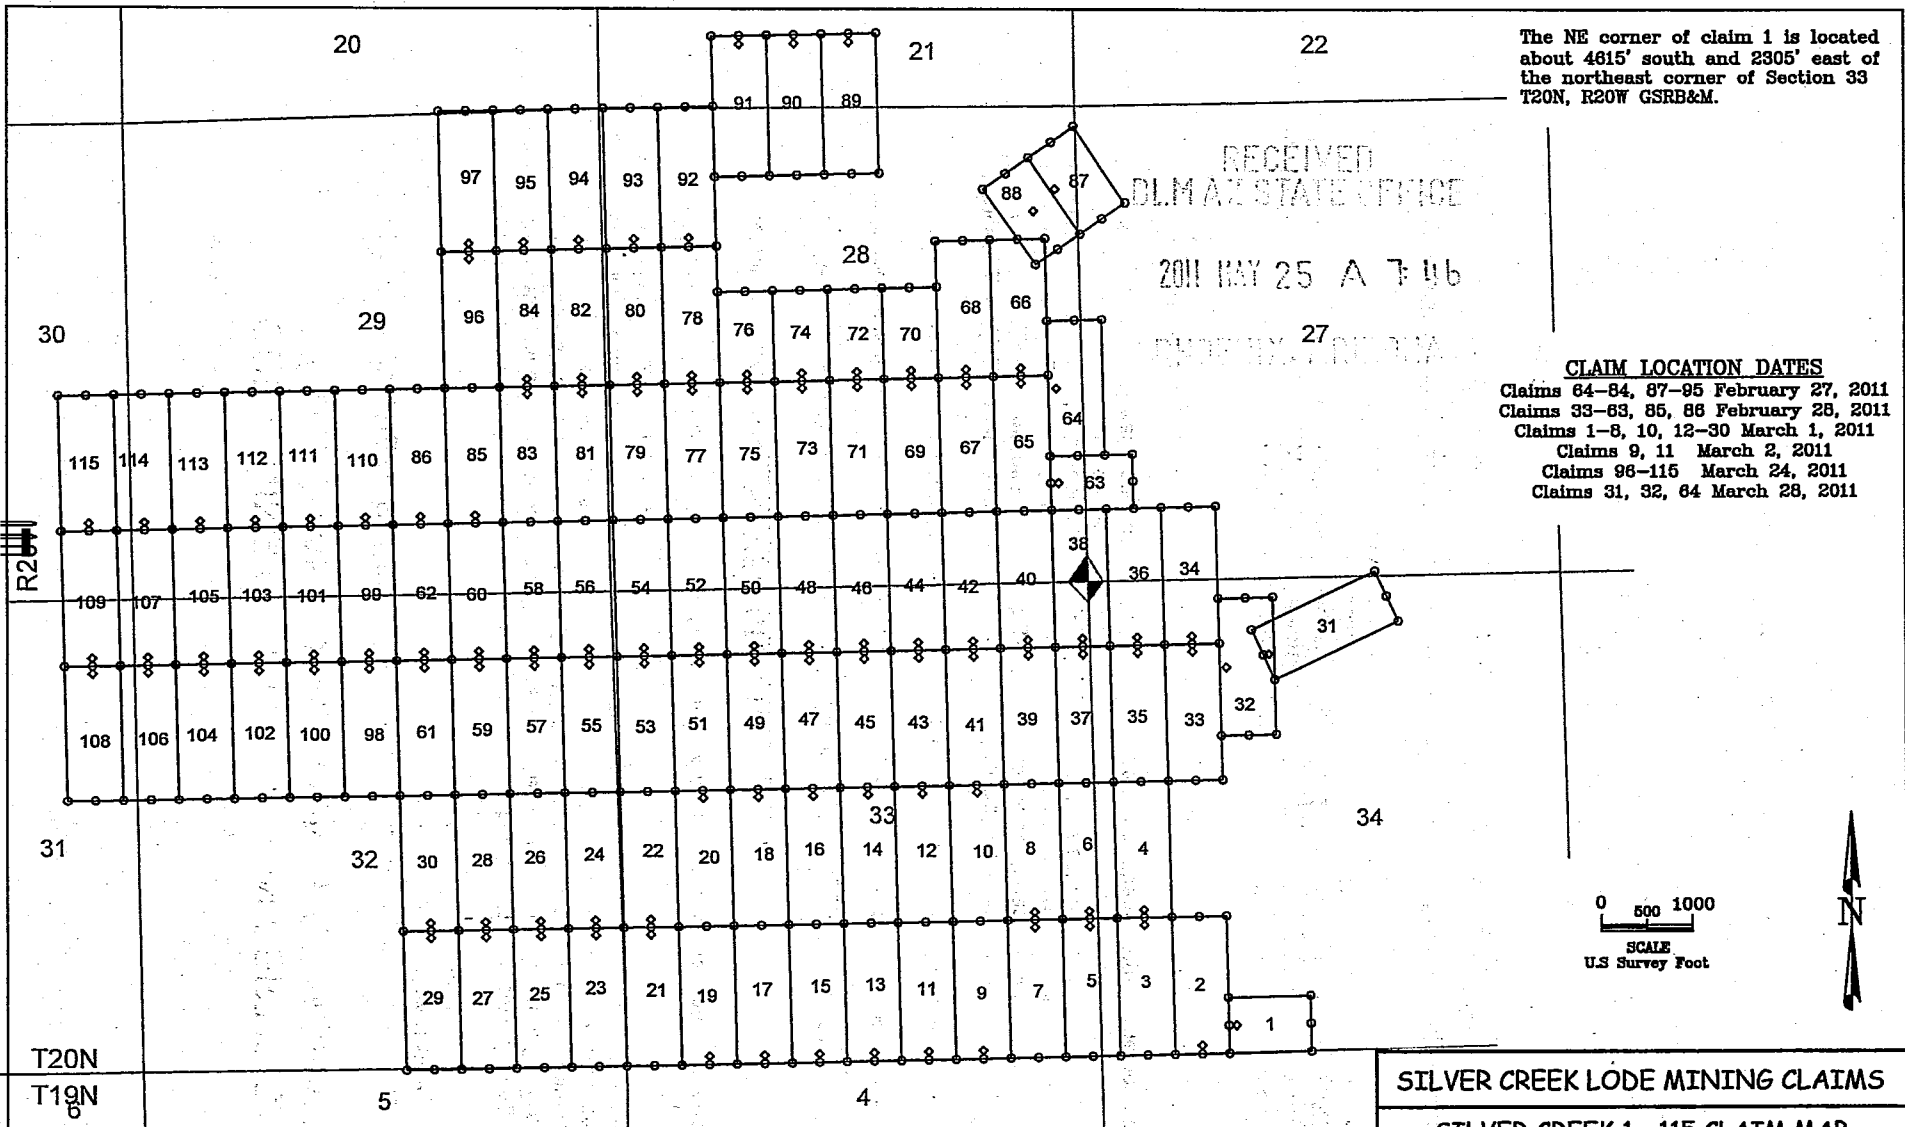 20
21
22
The NE corner of claim 1 is located
about 4615' south and 2305' east of
the northeast corner of Section 33
T20N, R20W GSRB&M.
91 90 89
97 95 94 93 92
88 87
RECEIVED
BLM AZ STATE OFFICE
2011 MAY 25 A 7:46
28
30
29
96 84 82 80 78 76 74 72 70 68 66
27
CLAIM LOCATION DATES
Claims 64-84, 87-95 February 27, 2011
Claims 33-63, 85, 86 February 28, 2011
Claims 1-8, 10, 12-30 March 1, 2011
Claims 9, 11 March 2, 2011
Claims 96-115 March 24, 2011
Claims 31, 32, 64 March 28, 2011
64
115 114 113 112 111 110 86 85 83 81 79 77 75 73 71 69 67 65
63
38
109 107 105 103 101 99 62 60 58 56 54 52 50 48 46 44 42 40 36 34
31
108 106 104 102 100 98 61 59 57 55 53 51 49 47 45 43 41 39 37 35 33 32
33
34
31
32
30 28 26 24 22 20 18 16 14 12 10 8 6 4
0 500 1000
SCALE
U.S Survey Foot
N
29 27 25 23 21 19 17 15 13 11 9 7 5 3 2
1
T20N
T19N
6
5
4
SILVER CREEK LODE MINING CLAIMS
SILVER CREEK 1-115 CLAIM MAP